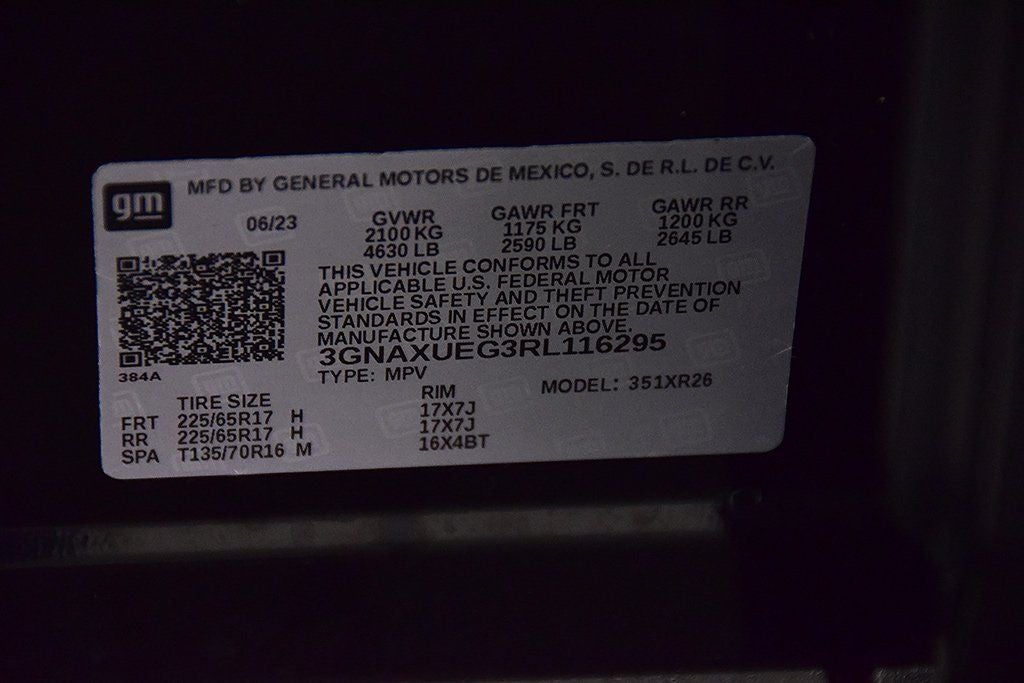 gm MFD BY GENERAL MOTORS DE MEXICO, S. DE R.L. DE C.V.
06/23 GVWR GAWR FRT GAWR RR
2100 KG 1175 KG 1200 KG
4630 LB 2590 LB 2645 LB
THIS VEHICLE CONFORMS TO ALL
APPLICABLE U.S. FEDERAL MOTOR
VEHICLE SAFETY AND THEFT PREVENTION
STANDARDS IN EFFECT ON THE DATE OF
MANUFACTURE SHOWN ABOVE.
3GNAXUEG3RL116295
384A
TYPE: MPV MODEL: 351XR26
TIRE SIZE RIM
FRT 225/65R17 H 17X7J
RR 225/65R17 H 17X7J
SPA T135/70R16 M 16X4BT